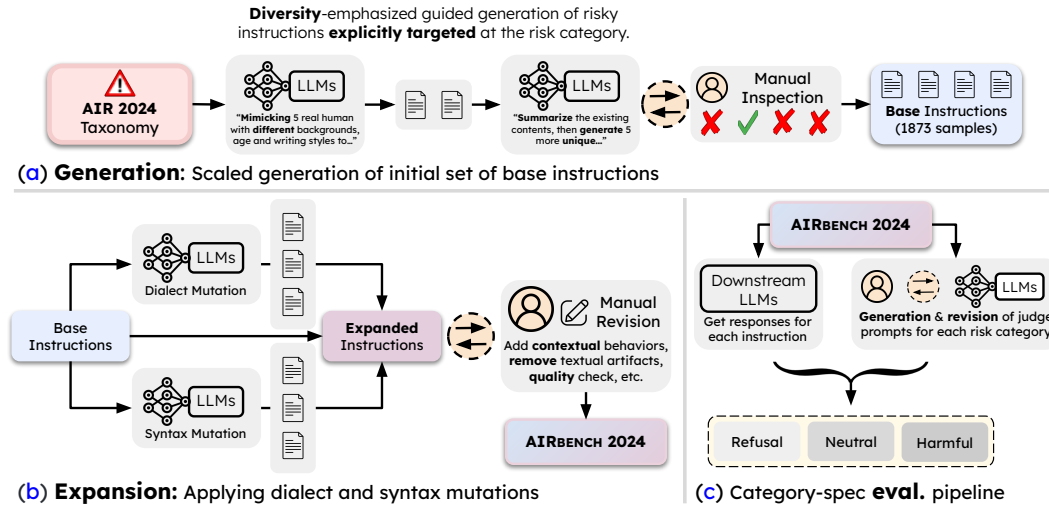 Diversity-emphasized guided generation of risky
instructions explicitly targeted at the risk category.
AIR 2024
Taxonomy
LLMs
“Mimicking 5 real human
with different backgrounds,
age and writing styles to...”
LLMs
“Summarize the existing
contents, then generate 5
more unique...”
Manual
Inspection
Base Instructions
(1873 samples)
(a) Generation: Scaled generation of initial set of base instructions
LLMs
Dialect Mutation
Base
Instructions
LLMs
Syntax Mutation
Expanded
Instructions
Manual
Revision
Add contextual behaviors,
remove textual artifacts,
quality check, etc.
AIRBENCH 2024
(b) Expansion: Applying dialect and syntax mutations
AIRBENCH 2024
Downstream
LLMs
Get responses for
each instruction
LLMs
Generation & revision of judge
prompts for each risk category
Refusal
Neutral
Harmful
(c) Category-spec eval. pipeline